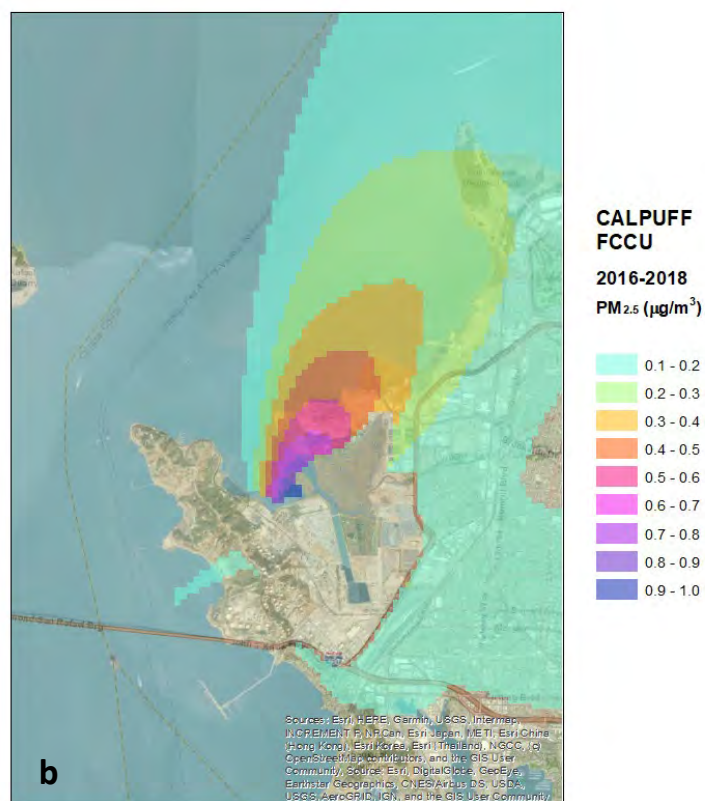 CALPUFF
FCCU
2016-2018
PM2.5 (µg/m³)
0.1 - 0.2
0.2 - 0.3
0.3 - 0.4
0.4 - 0.5
0.5 - 0.6
0.6 - 0.7
0.7 - 0.8
0.8 - 0.9
0.9 - 1.0
Sources: Esri, HERE, Garmin, USGS, Intermap,
INCREMENT P, NRCan, Esri Japan, METI, Esri China
(Hong Kong), Esri Korea, Esri (Thailand), NGCC, (c)
OpenStreetMap contributors, and the GIS User
Community, Source: Esri, DigitalGlobe, GeoEye,
Earthstar Geographics, CNES/Airbus DS, USDA,
USGS, AeroGRID, IGN, and the GIS User Community
b